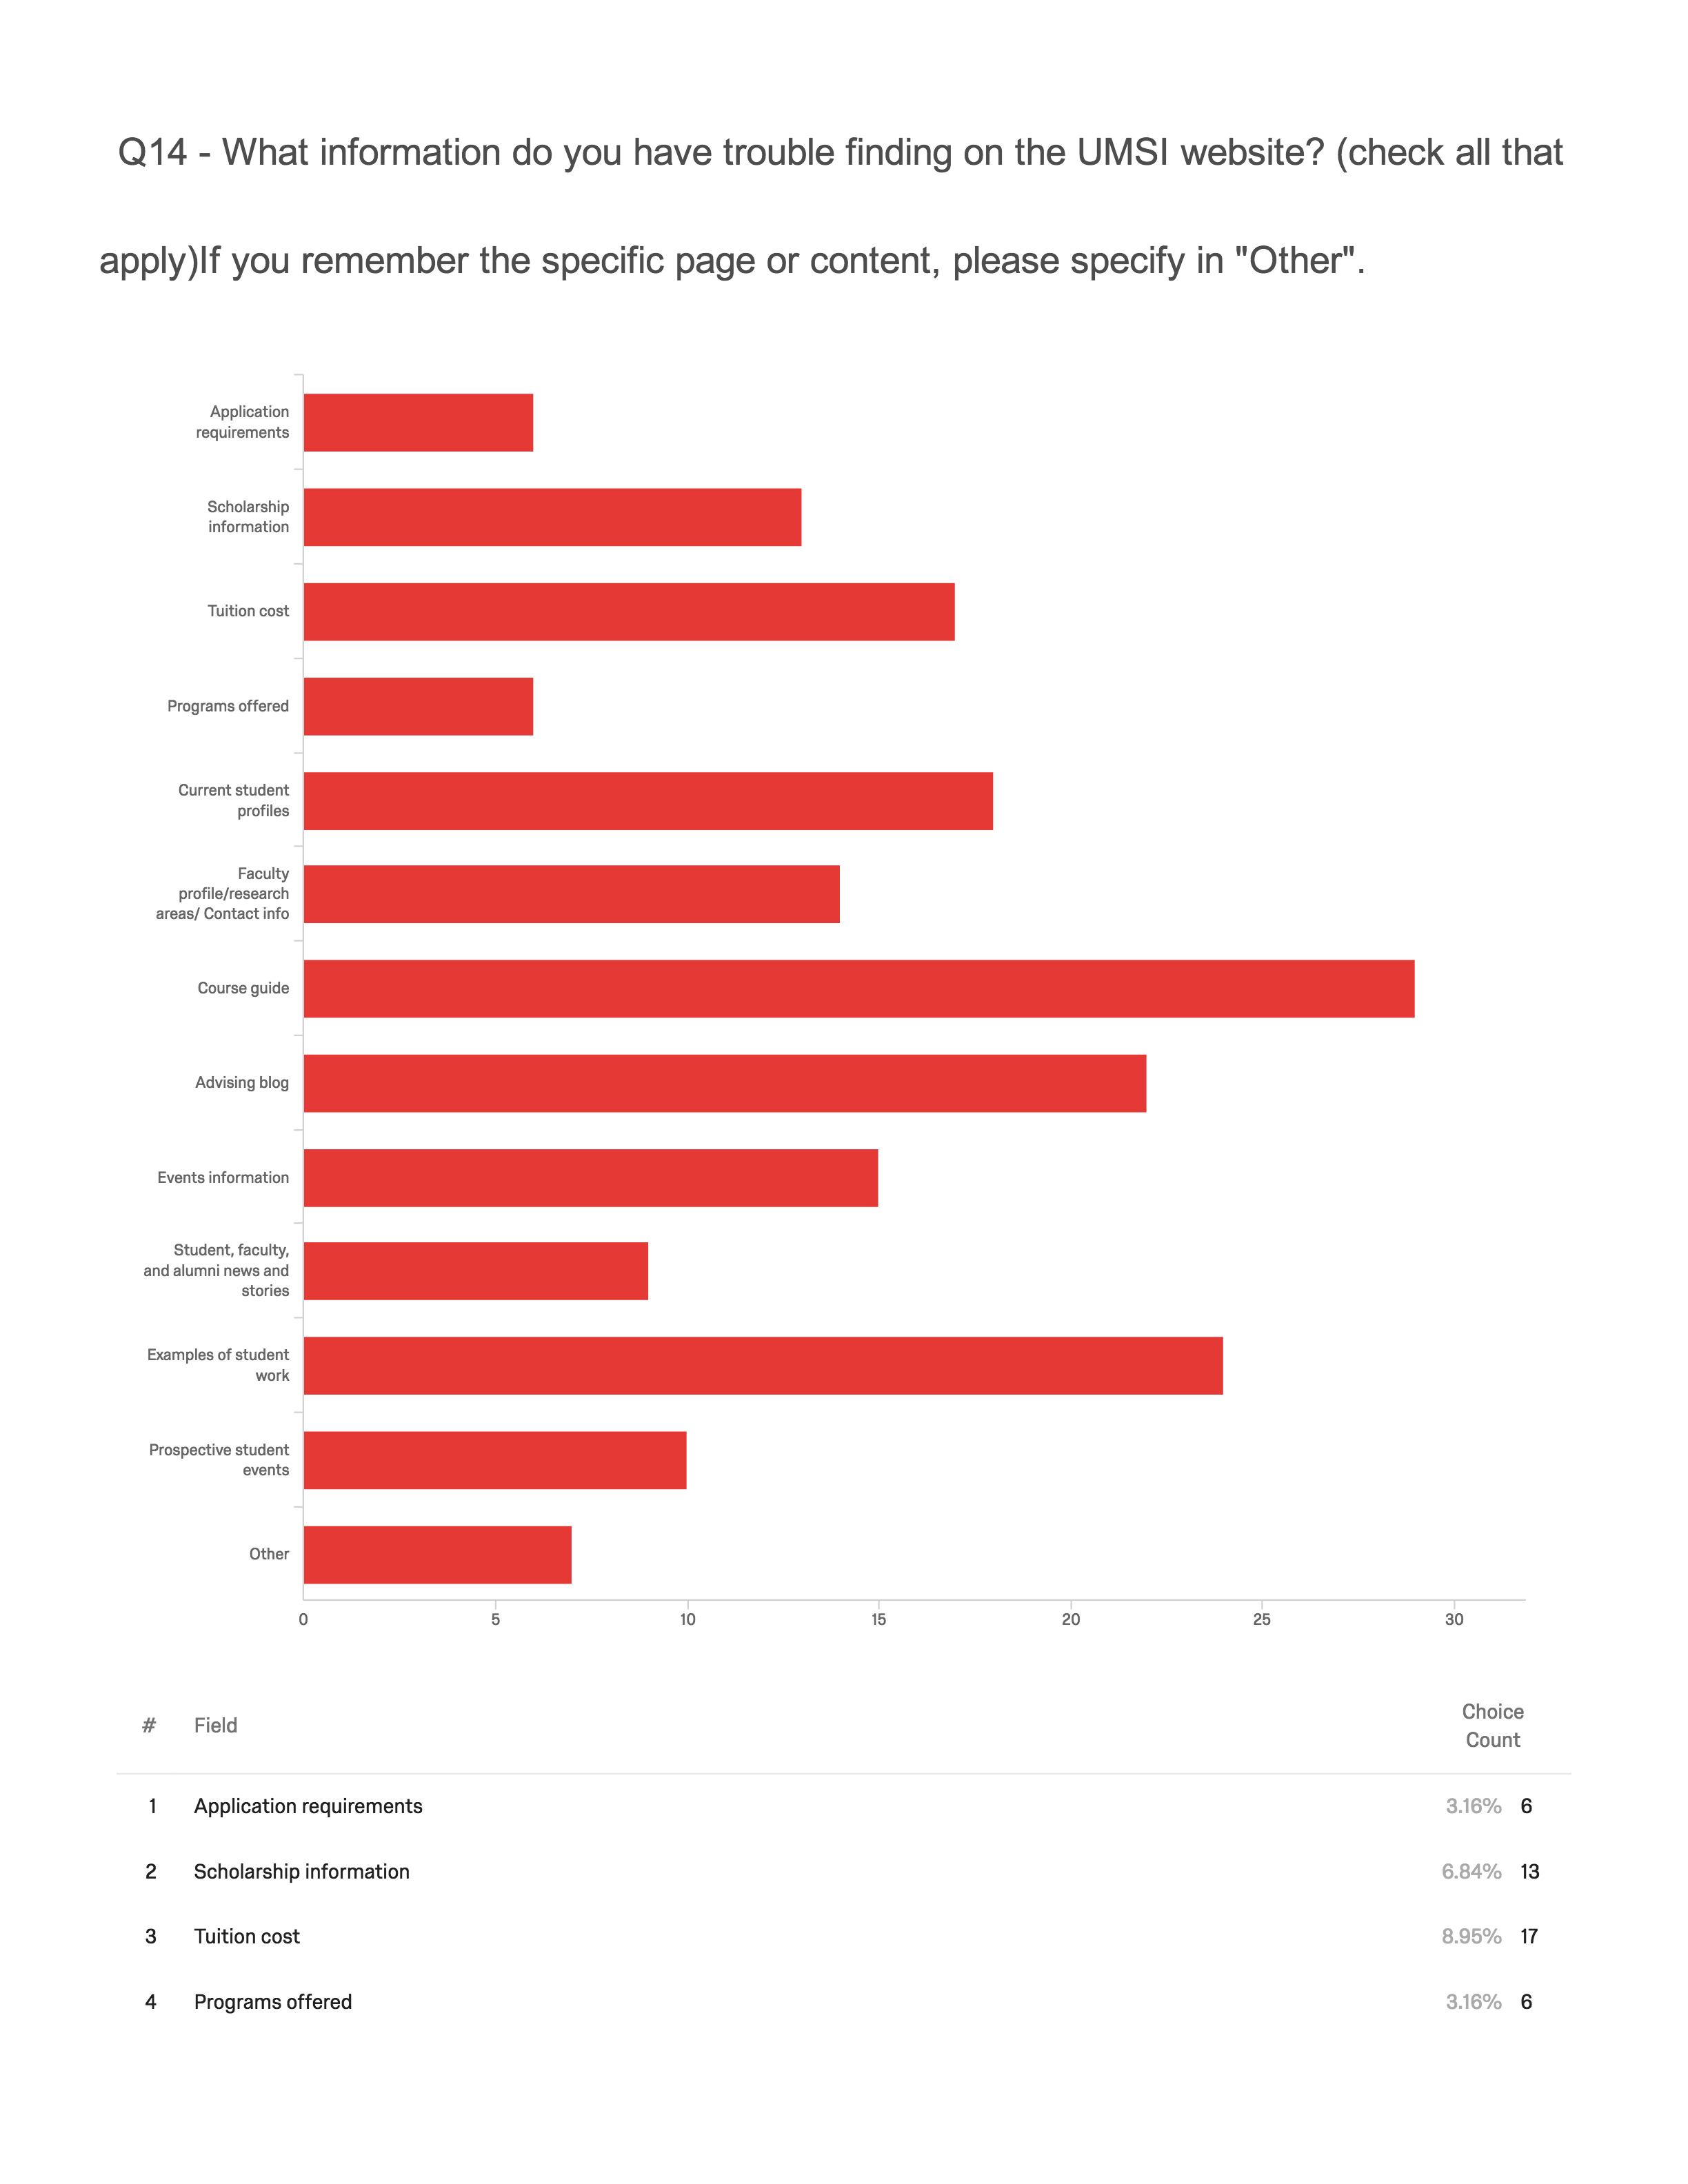 Q14 - What information do you have trouble finding on the UMSI website? (check all that
apply)If you remember the specific page or content, please specify in "Other".
Application
requirements
Scholarship
information
Tuition cost
Programs offered
Current student
profiles
Faculty
profile/research
areas/ Contact info
Course guide
Advising blog
Events information
Student, faculty,
and alumni news and
stories
Examples of student
work
Prospective student
events
Other
0 5 10 15 20 25 30
# Field Choice
Count
1 Application requirements 3.16% 6
2 Scholarship information 6.84% 13
3 Tuition cost 8.95% 17
4 Programs offered 3.16% 6